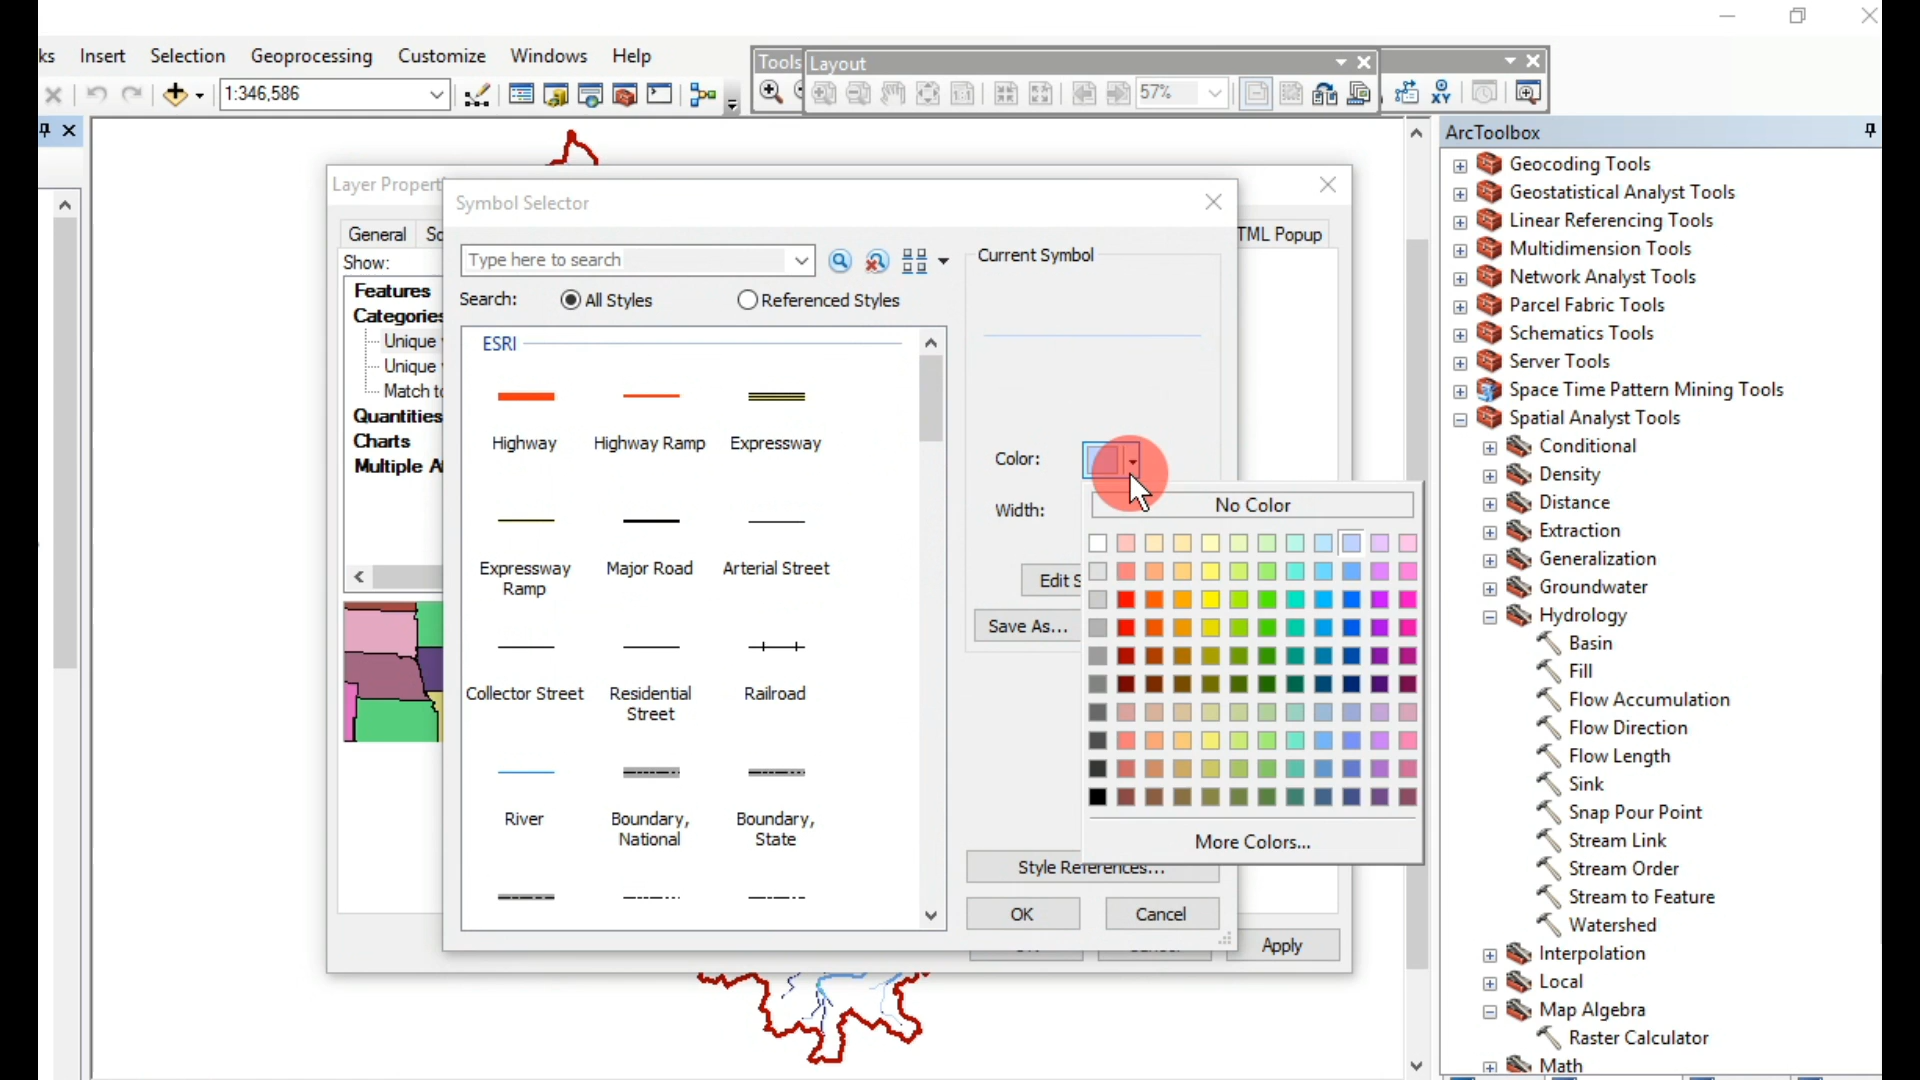 ks Insert Selection Geoprocessing Customize Windows Help
Tools Layout
1:346,586
57%
XY
ArcToolbox
Geocoding Tools
Geostatistical Analyst Tools
Linear Referencing Tools
Multidimension Tools
Network Analyst Tools
Parcel Fabric Tools
Schematics Tools
Server Tools
Space Time Pattern Mining Tools
Spatial Analyst Tools
Conditional
Density
Distance
Extraction
Generalization
Groundwater
Hydrology
Basin
Fill
Flow Accumulation
Flow Direction
Flow Length
Sink
Snap Pour Point
Stream Link
Stream Order
Stream to Feature
Watershed
Interpolation
Local
Map Algebra
Raster Calculator
Math
Layer Propert
General Sc
TML Popup
Show:
Features
Categories
Unique
Unique
Match to
Quantities
Charts
Multiple A
Apply
Symbol Selector
Type here to search
Search: All Styles Referenced Styles
ESRI
Highway Highway Ramp Expressway
Expressway Ramp Major Road Arterial Street
Collector Street Residential Street Railroad
River Boundary, National Boundary, State
Current Symbol
Color:
Width:
Edit S
Save As...
Style References...
OK Cancel
No Color
More Colors...